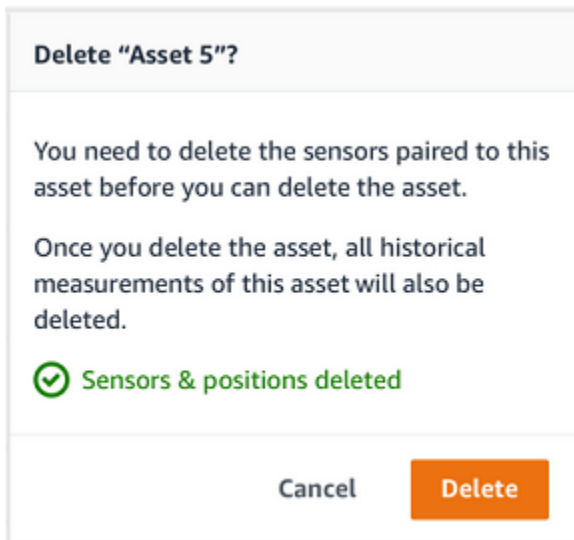 Delete “Asset 5”?
You need to delete the sensors paired to this
asset before you can delete the asset.
Once you delete the asset, all historical
measurements of this asset will also be
deleted.
Sensors & positions deleted
Cancel Delete